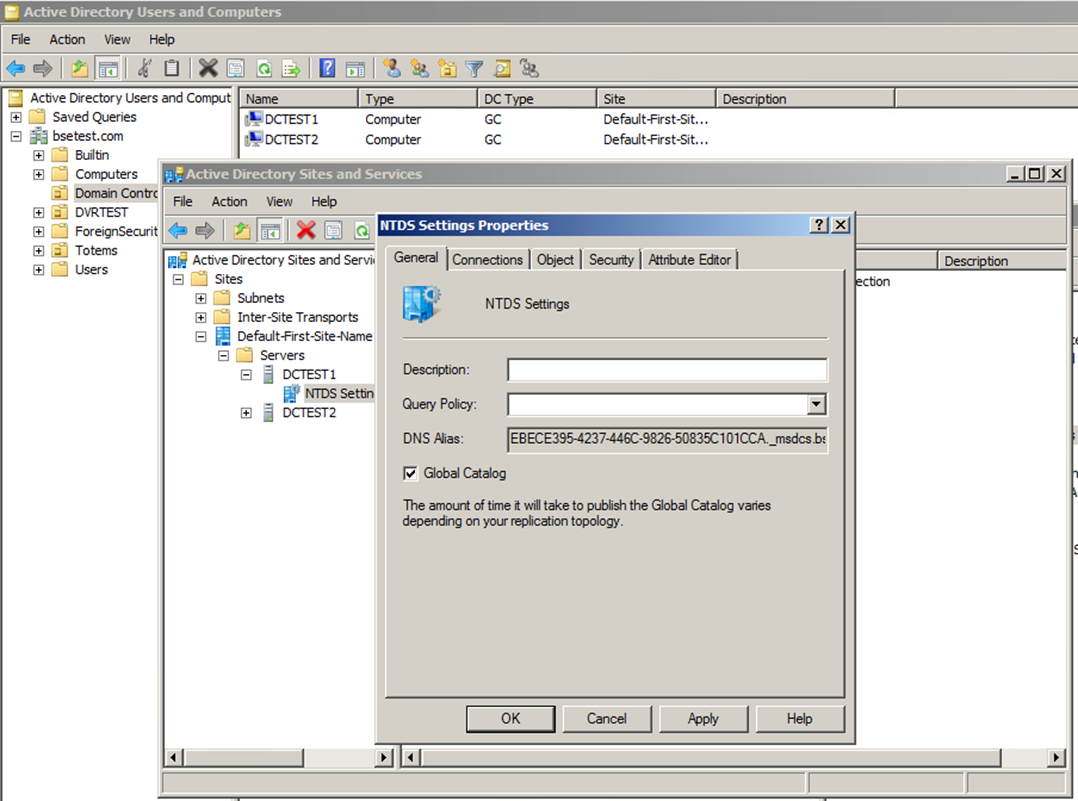 Active Directory Users and Computers
File Action View Help
Active Directory Users and Comput
Name Type DC Type Site Description
Saved Queries
DCTEST1 Computer GC Default-First-Sit...
bsetest.com
DCTEST2 Computer GC Default-First-Sit...
Builtin
Computers
Domain Contro
DVRTEST
ForeignSecurit
Totems
Users
Active Directory Sites and Services
File Action View Help
Active Directory Sites and Servi
Sites
Subnets
Inter-Site Transports
Default-First-Site-Name
Servers
DCTEST1
NTDS Settin
DCTEST2
Description
ection
NTDS Settings Properties
General Connections Object Security Attribute Editor
NTDS Settings
Description:
Query Policy:
DNS Alias: EBECE395-4237-446C-9826-50835C101CCA._msdcs.bs
Global Catalog
The amount of time it will take to publish the Global Catalog varies
depending on your replication topology.
OK Cancel Apply Help